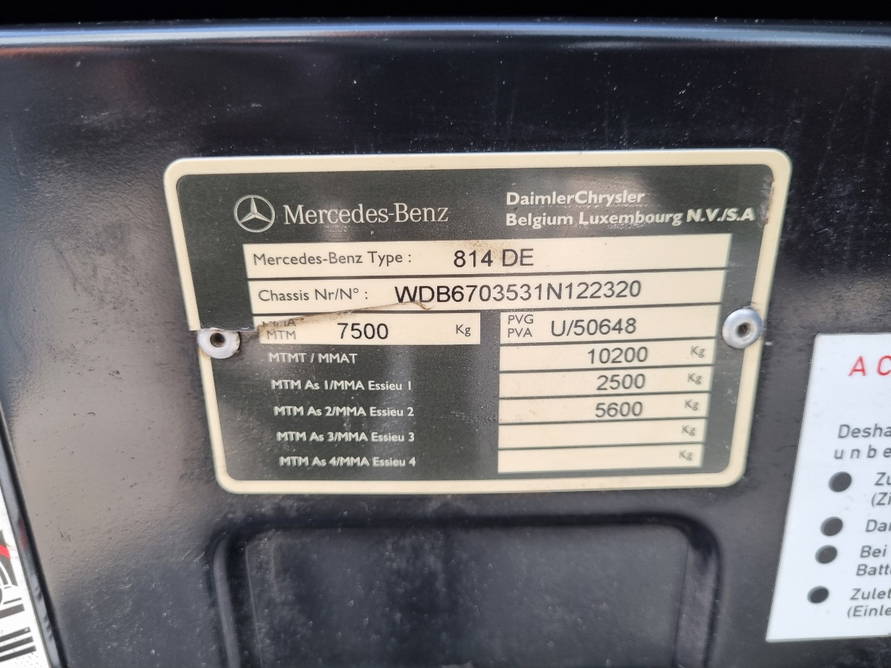 Mercedes-Benz
DaimlerChrysler
Belgium Luxembourg N.V./S.A
Mercedes-Benz Type : 814 DE
Chassis Nr/N° : WDB6703531N122320
MTM 7500 Kg
PVG
PVA U/50648
MTMT / MMAT 10200 Kg
MTM As 1/MMA Essieu 1 2500 Kg
MTM As 2/MMA Essieu 2 5600 Kg
MTM As 3/MMA Essieu 3 Kg
MTM As 4/MMA Essieu 4 Kg
A C
Desha
unbe
Zu
(Zi
Dar
Bei
Batt
Zulet
(Einle